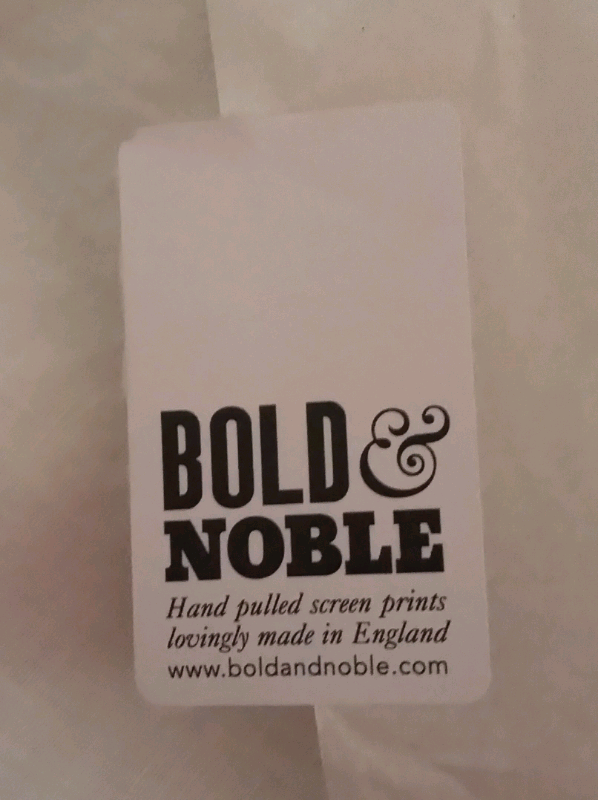 BOLD &
NOBLE
Hand pulled screen prints
lovingly made in England
www.boldandnoble.com